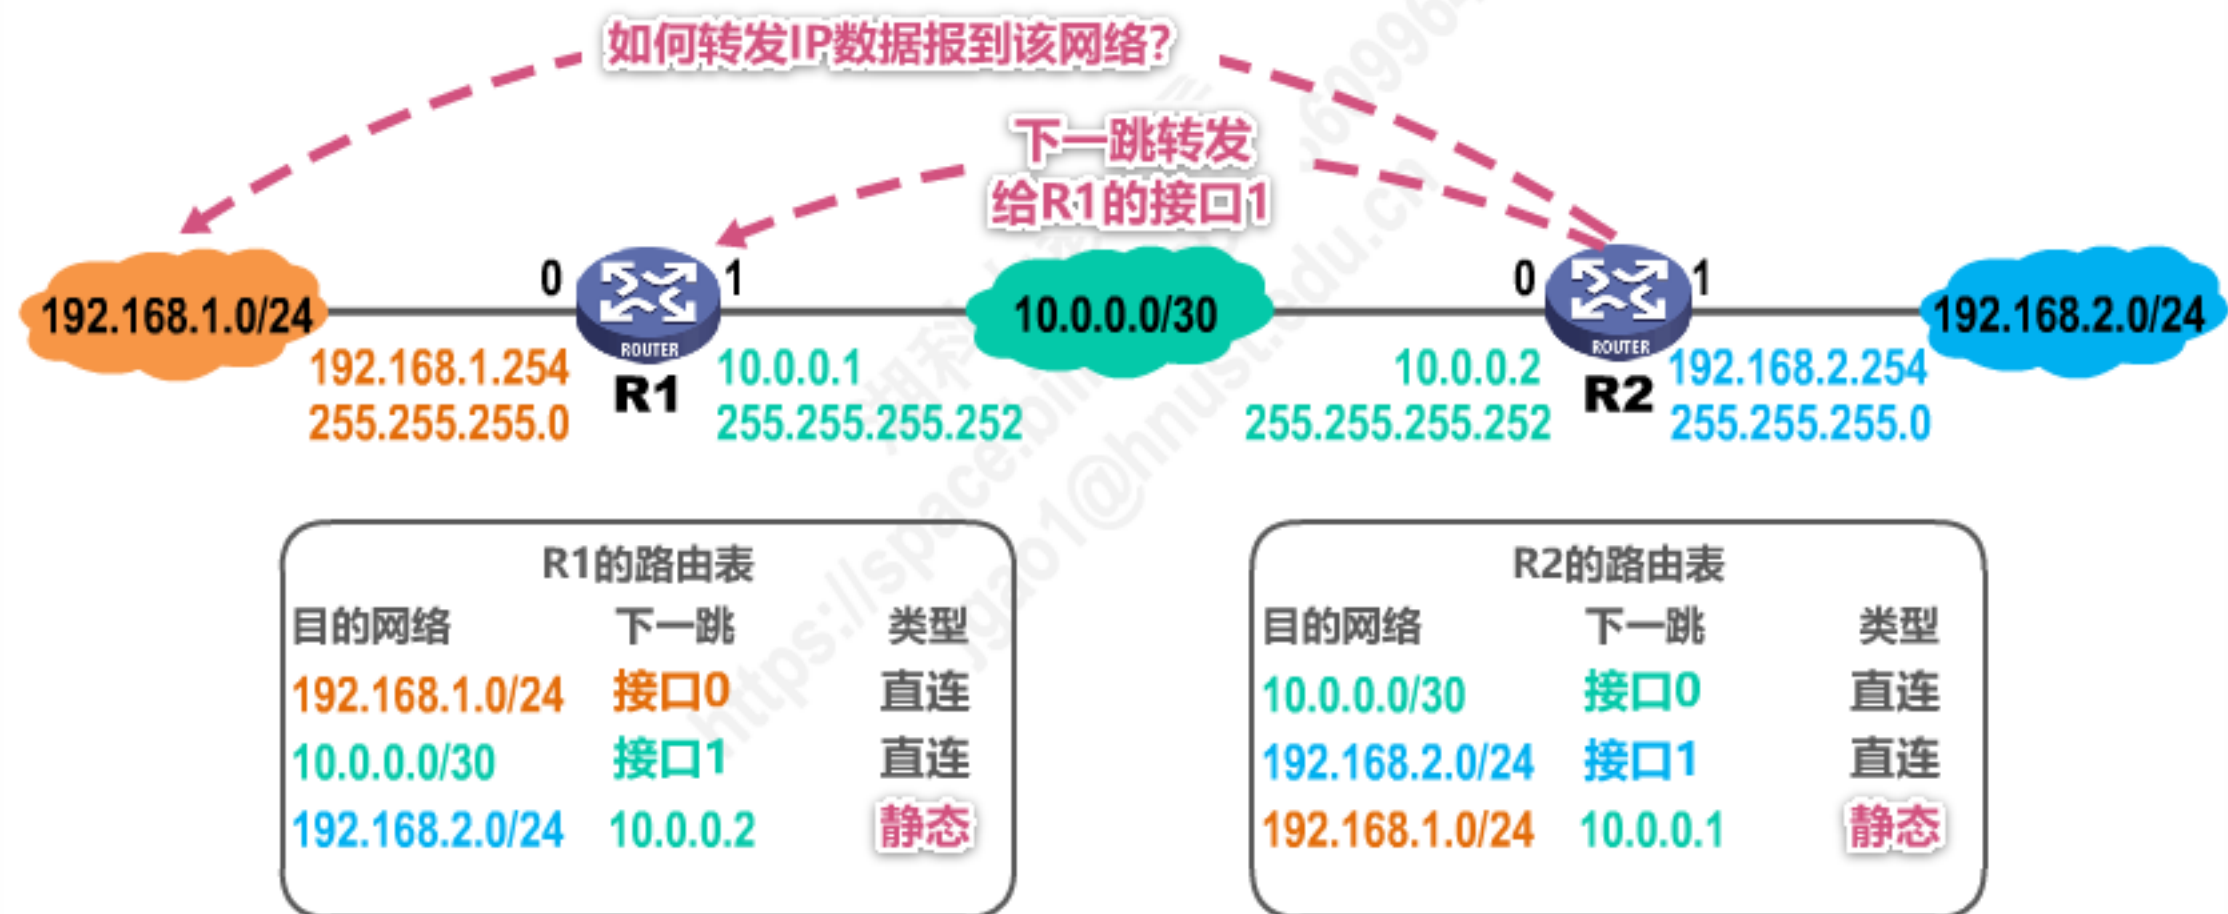 如何转发IP数据报到该网络?
下一跳转发
给R1的接口1
0
1
0
1
192.168.1.0/24
10.0.0.0/30
192.168.2.0/24
ROUTER
ROUTER
192.168.1.254
255.255.255.0
R1
10.0.0.1
255.255.255.252
10.0.0.2
255.255.255.252
R2
192.168.2.254
255.255.255.0
R1的路由表
目的网络 下一跳 类型
192.168.1.0/24 接口0 直连
10.0.0.0/30 接口1 直连
192.168.2.0/24 10.0.0.2 静态
R2的路由表
目的网络 下一跳 类型
10.0.0.0/30 接口0 直连
192.168.2.0/24 接口1 直连
192.168.1.0/24 10.0.0.1 静态